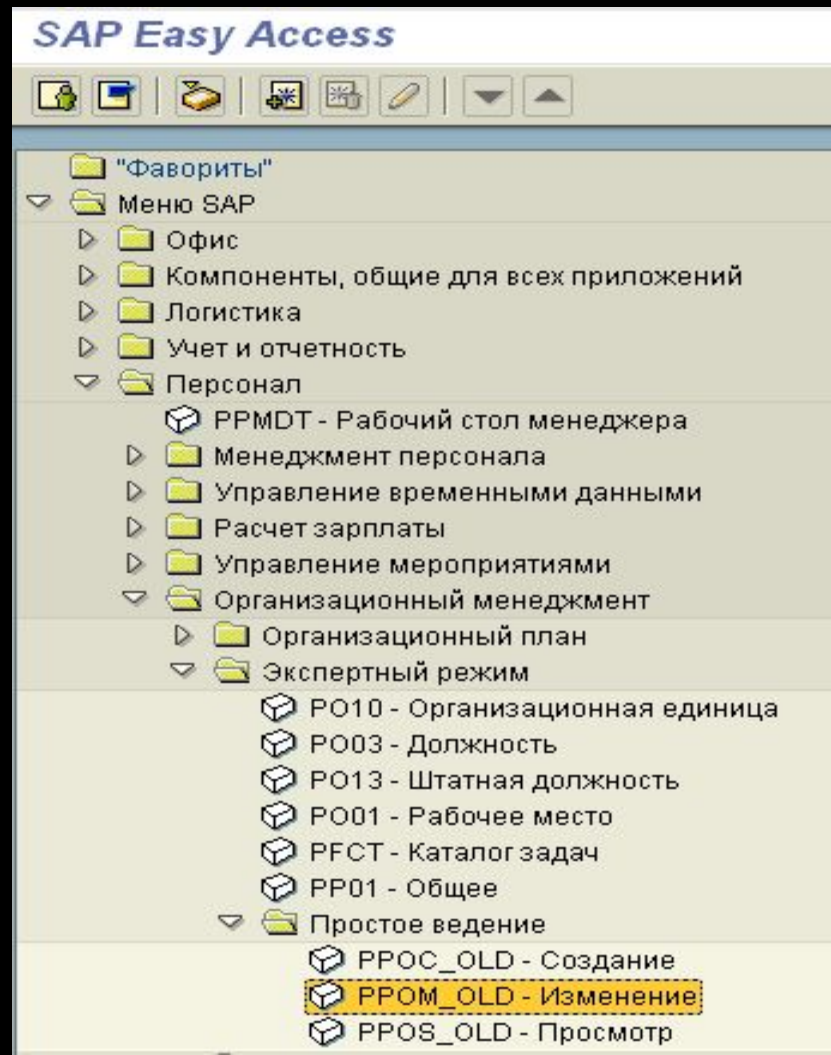 SAP Easy Access
"Фавориты"
Меню SAP
Офис
Компоненты, общие для всех приложений
Логистика
Учет и отчетность
Персонал
PPMDT - Рабочий стол менеджера
Менеджмент персонала
Управление временными данными
Расчет зарплаты
Управление мероприятиями
Организационный менеджмент
Организационный план
Экспертный режим
PO10 - Организационная единица
PO03 - Должность
PO13 - Штатная должность
PO01 - Рабочее место
PFCT - Каталог задач
PP01 - Общее
Простое ведение
PPOC_OLD - Создание
PPOM_OLD - Изменение
PPOS_OLD - Просмотр